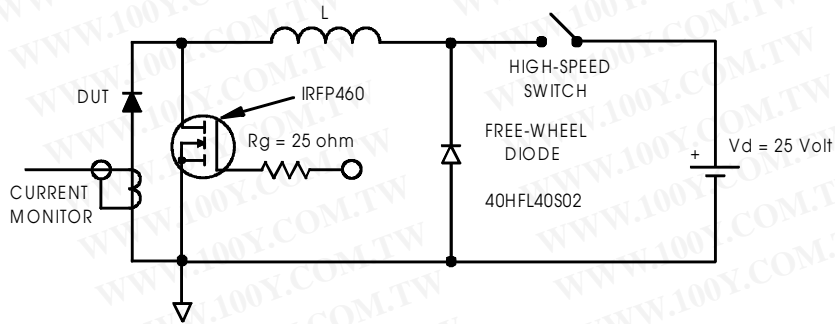 L
HIGH-SPEED
SWITCH
DUT
IRFP460
Rg = 25 ohm
FREE-WHEEL
DIODE
Vd = 25 Volt
+
40HFL40S02
CURRENT
MONITOR
WWW.100Y.COM.TW